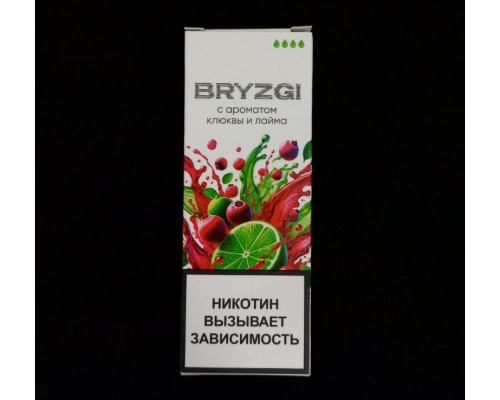 BRYZGI
с ароматом
клюквы и лайма
НИКОТИН
ВЫЗЫВАЕТ
ЗАВИСИМОСТЬ